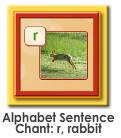 r
Alphabet Sentence
Chant: r, rabbit